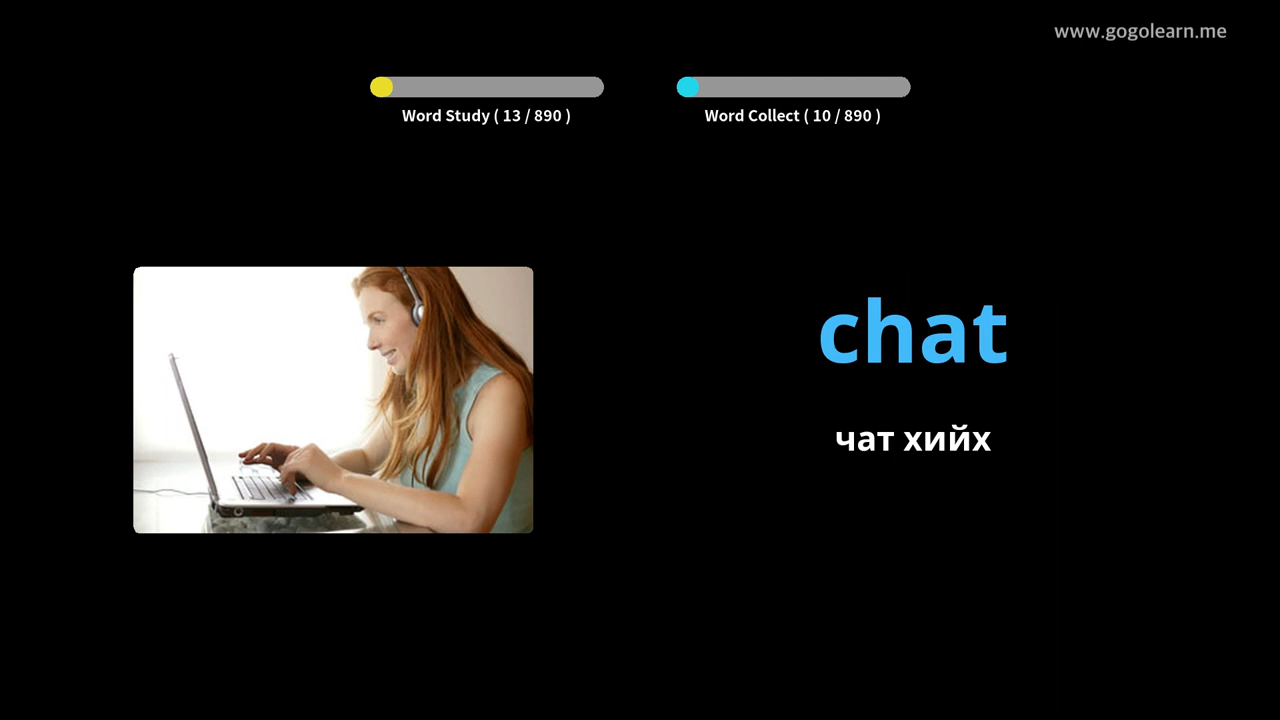 www.gogolearn.me
Word Study ( 13 / 890 )
Word Collect ( 10 / 890 )
chat
чат хийх